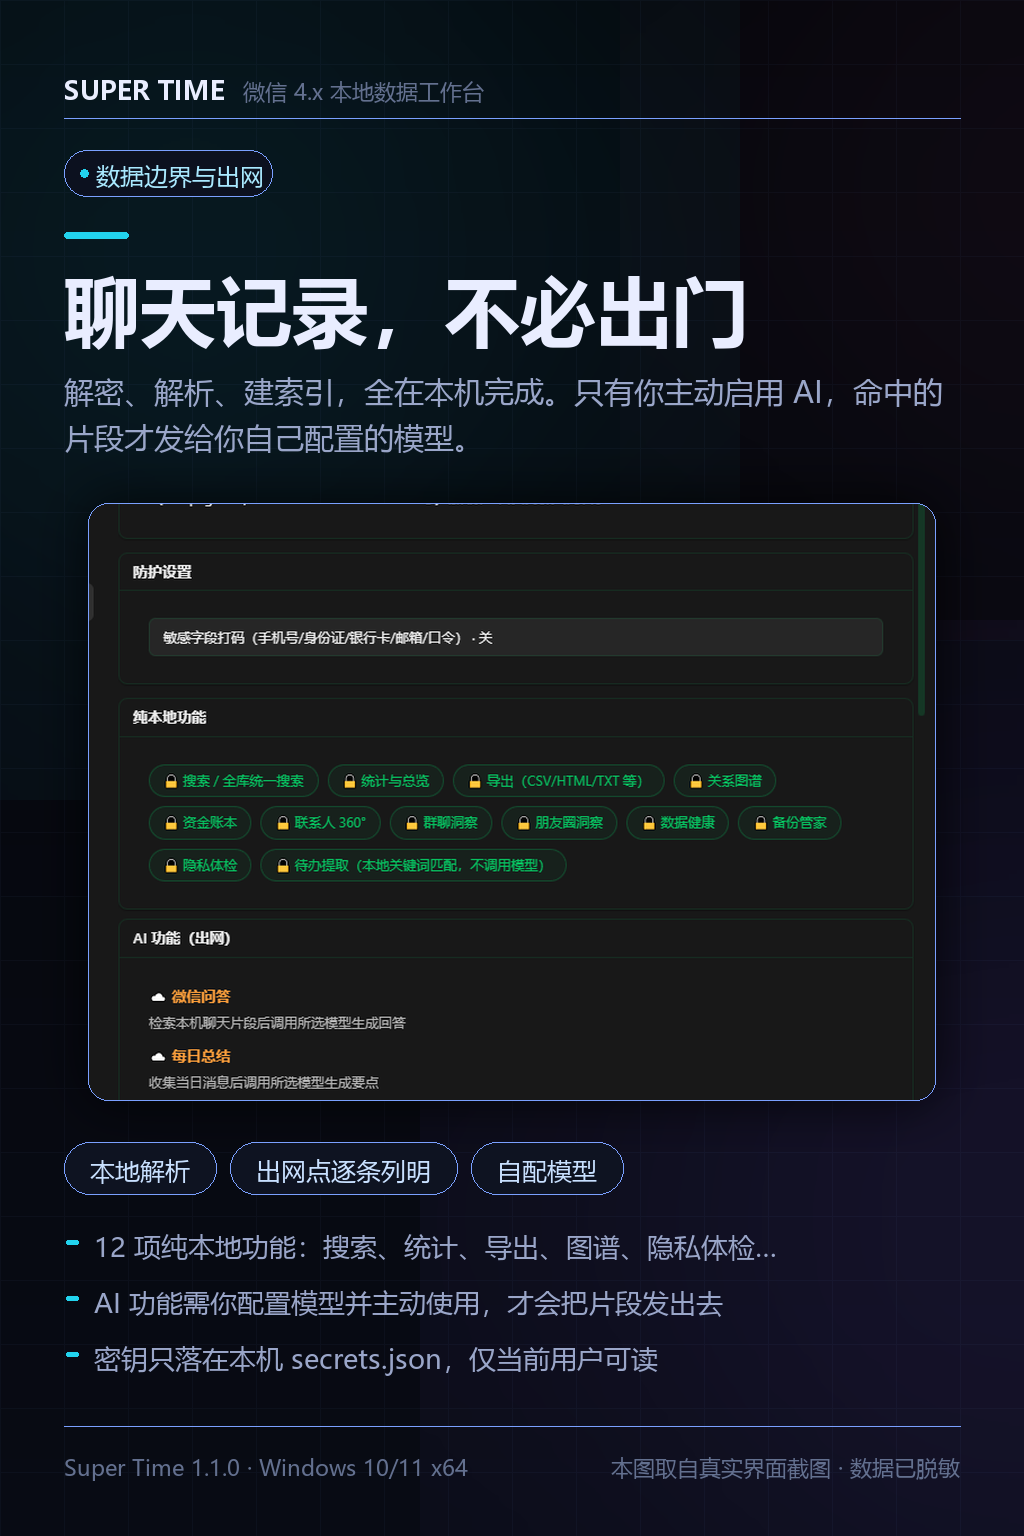 SUPER TIME 微信 4.x 本地数据工作台
数据边界与出网
聊天记录，不必出门
解密、解析、建索引，全在本机完成。只有你主动启用 AI，命中的
片段才发给你自己配置的模型。
防护设置
敏感字段打码（手机号/身份证/银行卡/邮箱/口令） · 关
纯本地功能
搜索 / 全库统一搜索 统计与总览 导出（CSV/HTML/TXT 等） 关系图谱
资金账本 联系人 360° 群聊洞察 朋友圈洞察 数据健康 备份管家
隐私体检 待办提取（本地关键词匹配，不调用模型）
AI 功能（出网）
微信问答
检索本机聊天片段后调用所选模型生成回答
每日总结
收集当日消息后调用所选模型生成要点
本地解析 出网点逐条列明 自配模型
12 项纯本地功能：搜索、统计、导出、图谱、隐私体检...
AI 功能需你配置模型并主动使用，才会把片段发出去
密钥只落在本机 secrets.json，仅当前用户可读
Super Time 1.1.0 · Windows 10/11 x64 本图取自真实界面截图 · 数据已脱敏